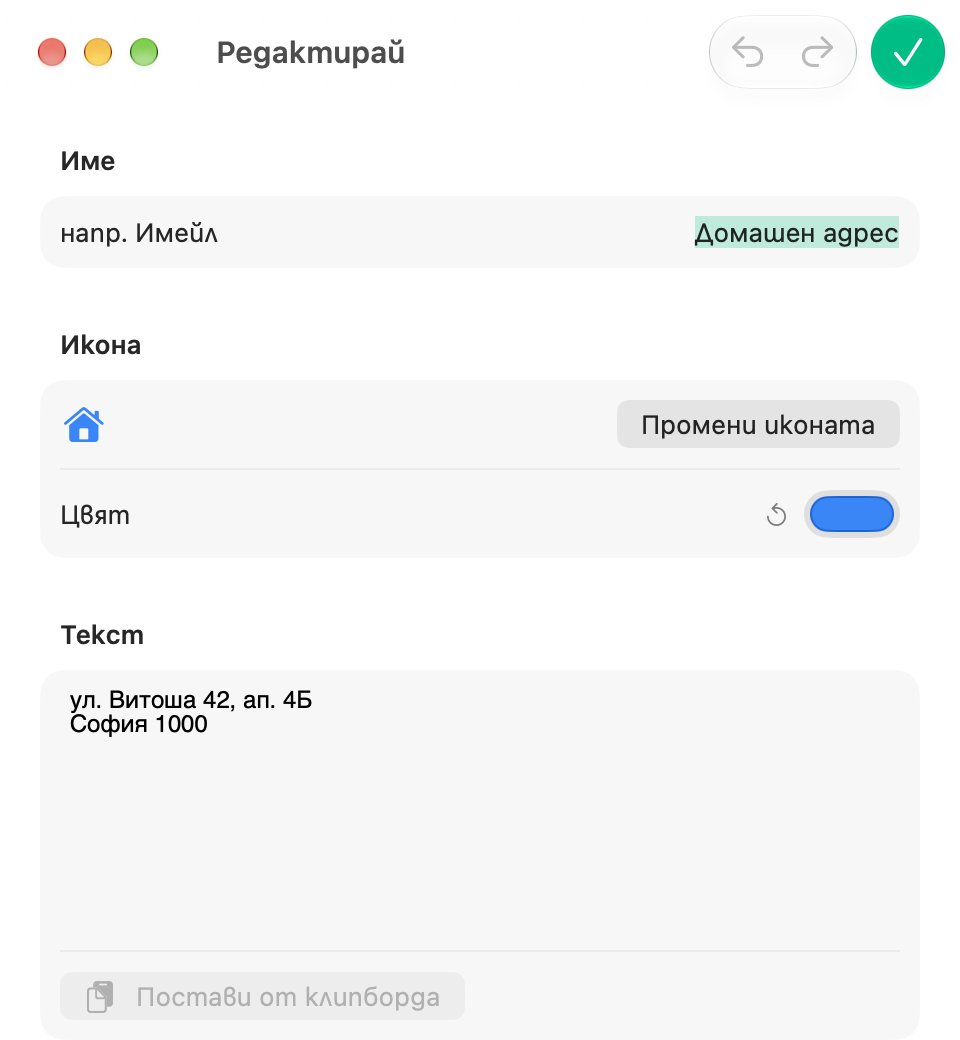 Редактирай
Име
напр. Имейл Домашен адрес
Икона
Промени иконата
Цвят
Текст
ул. Витоша 42, ап. 4Б
София 1000
Постави от клипборда